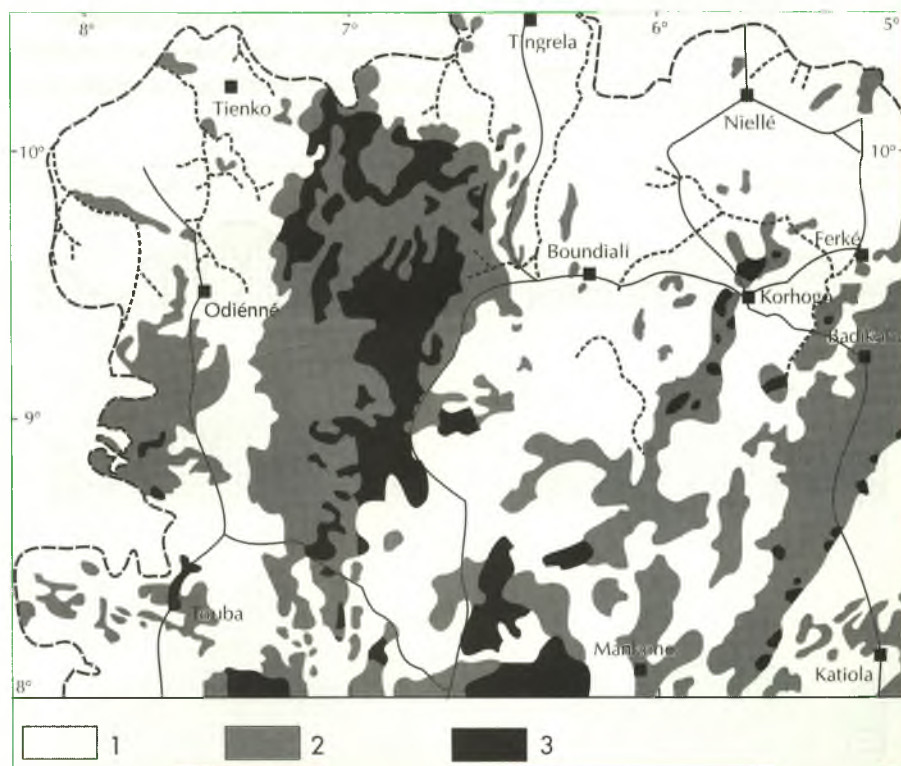 8° 7° 6° 5°
Tingrela
Tienko
Niellé
10° 10°
Boundiali
Ferké
Odiénné
Korhogo
9°
Touba
Mankono
8°
Katiola
1 2 3